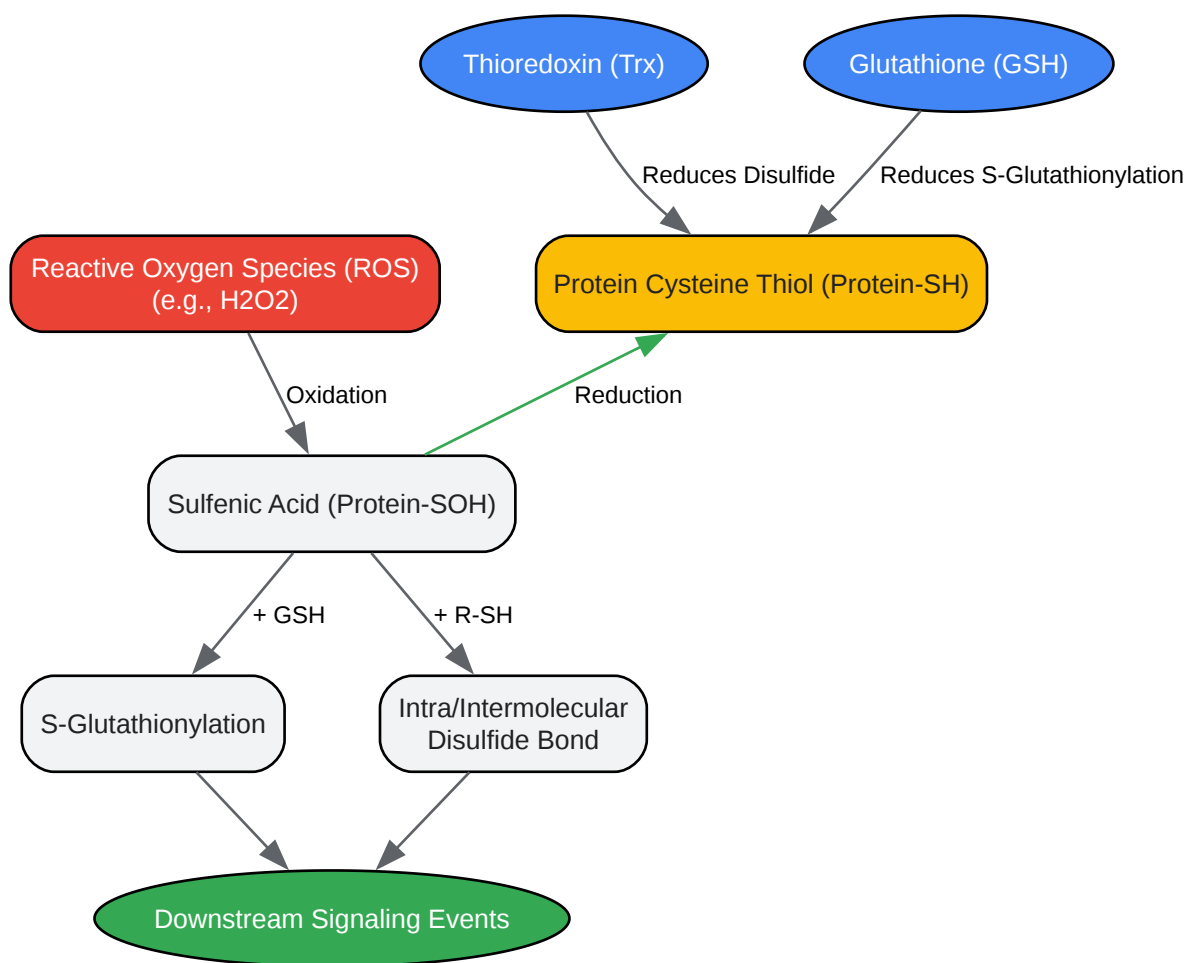 Thioredoxin (Trx)
Glutathione (GSH)
Reduces Disulfide
Reduces S-Glutathionylation
Reactive Oxygen Species (ROS)
(e.g., H2O2)
Protein Cysteine Thiol (Protein-SH)
Oxidation
Reduction
Sulfenic Acid (Protein-SOH)
+ GSH
+ R-SH
S-Glutathionylation
Intra/Intermolecular
Disulfide Bond
Downstream Signaling Events